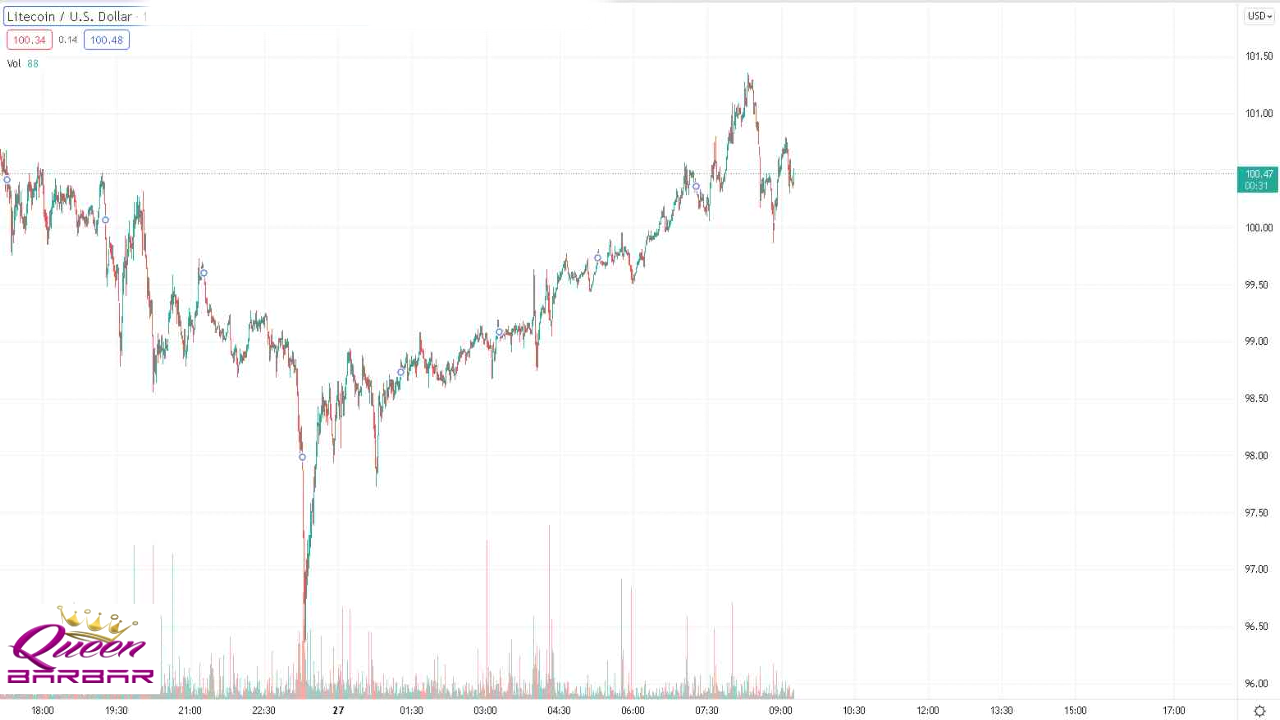 Litecoin / U.S. Dollar · 1
USD
100.34 0.14 100.48
Vol 88
101.50
101.00
100.47
00:31
100.00
99.50
99.00
98.50
98.00
97.50
97.00
96.50
96.00
Queen
BARBAR
18:00 19:30 21:00 22:30 27 01:30 03:00 04:30 06:00 07:30 09:00 10:30 12:00 13:30 15:00 17:00